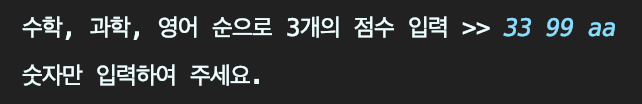 수학, 과학, 영어 순으로 3개의 점수 입력 >> 33 99 aa
숫자만 입력하여 주세요.